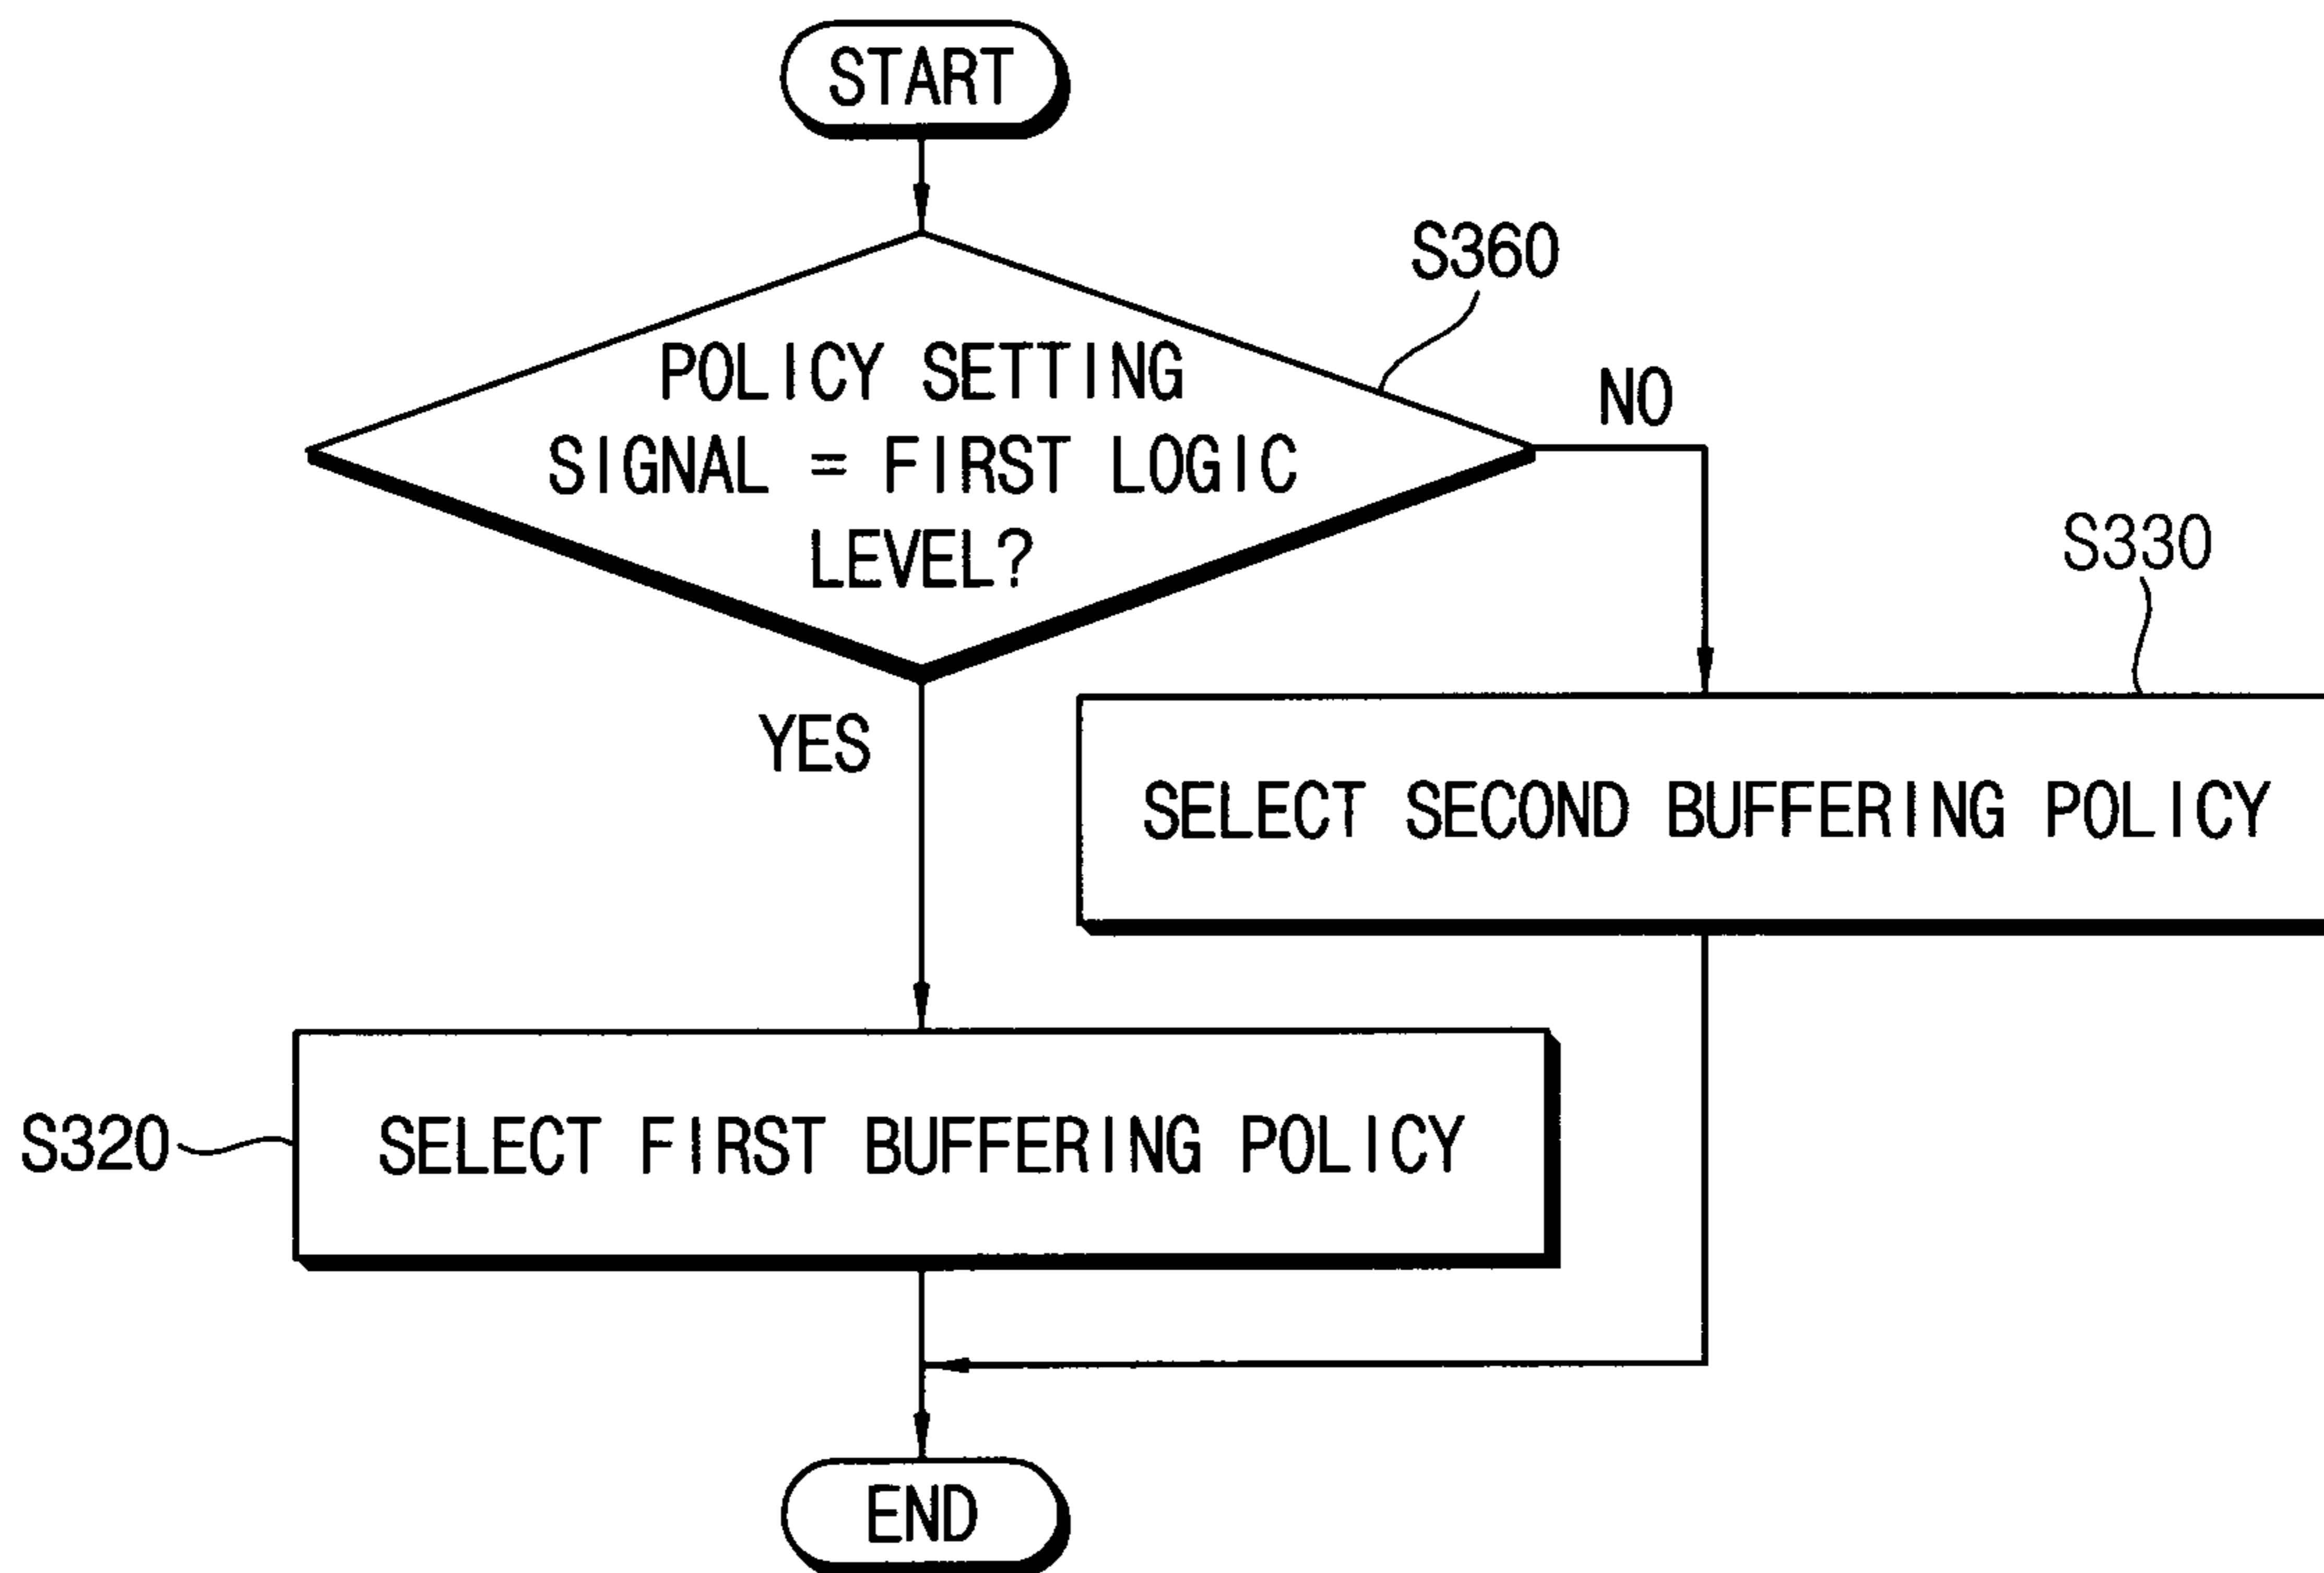 START
S360
POLICY SETTING
SIGNAL = FIRST LOGIC
LEVEL?
NO
YES
S330
SELECT SECOND BUFFERING POLICY
S320
SELECT FIRST BUFFERING POLICY
END